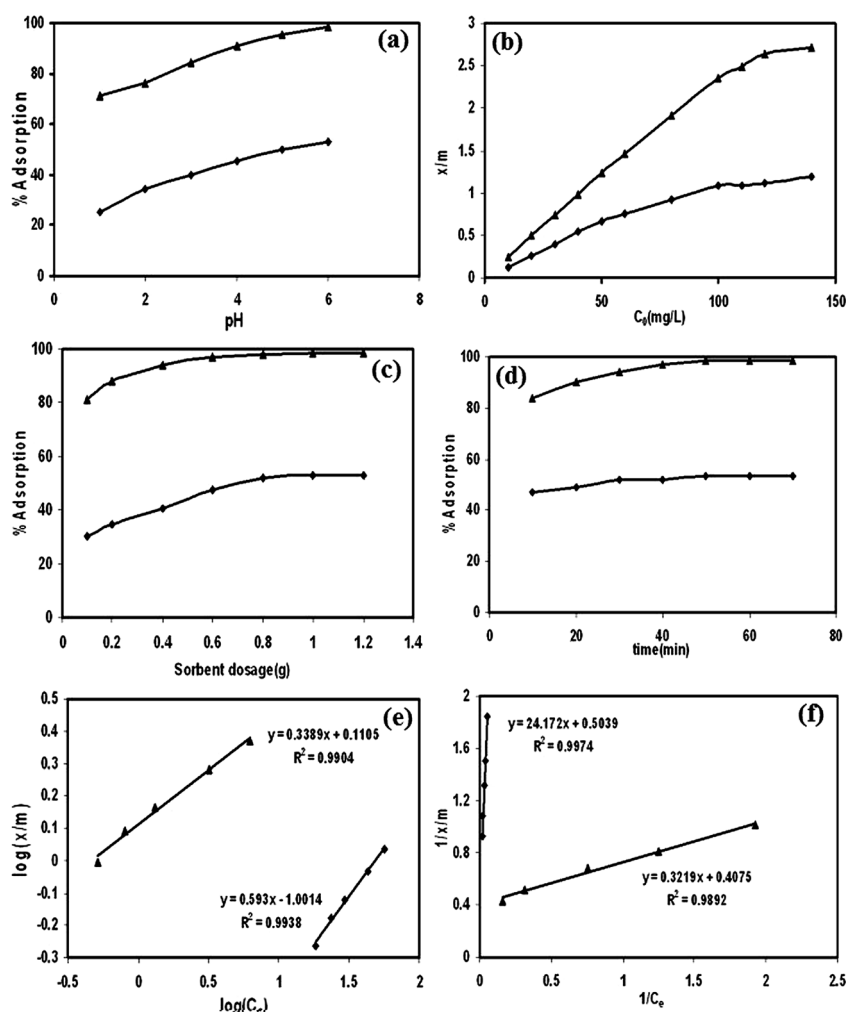 (a)
100
80
60
40
20
0
% Adsorption
0 2 4 6 8
pH
(b)
3
2.5
2
1.5
1
0.5
0
x/m
0 50 100 150
C0(mg/L)
(c)
100
80
60
40
20
0
% Adsorption
0 0.2 0.4 0.6 0.8 1 1.2 1.4
Sorbent dosage(g)
(d)
100
80
60
40
20
0
% Adsorption
0 20 40 60 80
time(min)
(e)
0.5
0.4
0.3
0.2
0.1
0
-0.1
-0.2
-0.3
log(x/m)
y = 0.3389x + 0.1105
R² = 0.9904
y = 0.593x - 1.0014
R² = 0.9938
-0.5 0 0.5 1 1.5 2
log(Ce)
(f)
2
1.6
1.2
0.8
0.4
0
1/x/m
y = 24.172x + 0.5039
R² = 0.9974
y = 0.3219x + 0.4075
R² = 0.9892
0 0.5 1 1.5 2 2.5
1/Ce